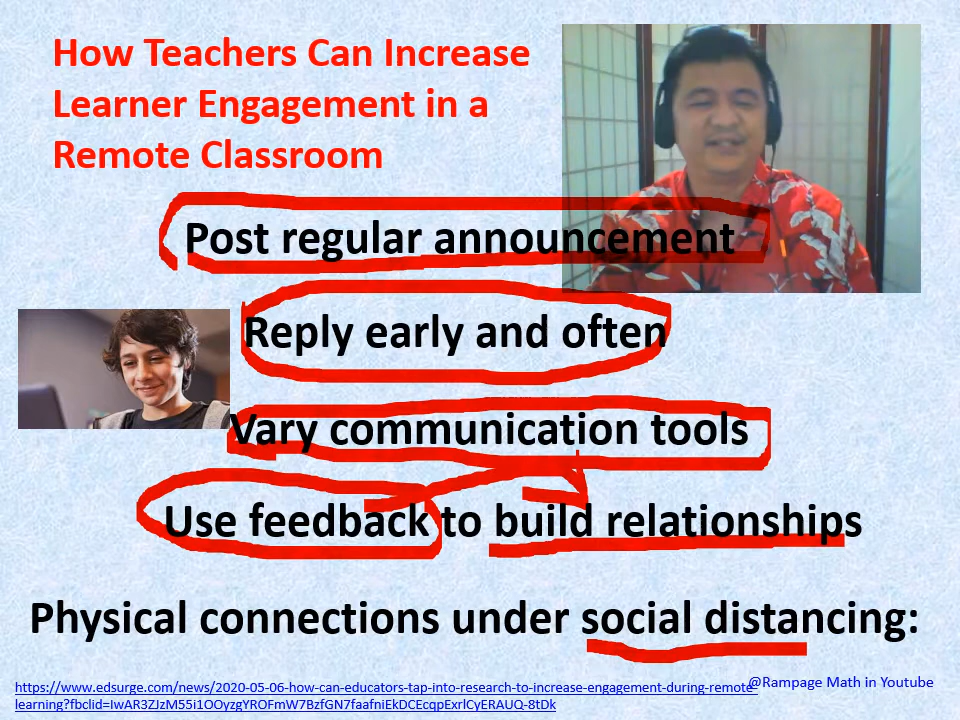 How Teachers Can Increase
Learner Engagement in a
Remote Classroom
Post regular announcement
Reply early and often
Vary communication tools
Use feedback to build relationships
Physical connections under social distancing:
https://www.edsurge.com/news/2020-05-06-how-can-educators-tap-into-research-to-increase-engagement-during-remote-
learning?fbclid=IwAR3ZJzM55i1OOyzgYROFmW7BzfGN7faafniEkDCEcqpExrlCyERAUQ-8tDk
@Rampage Math in Youtube